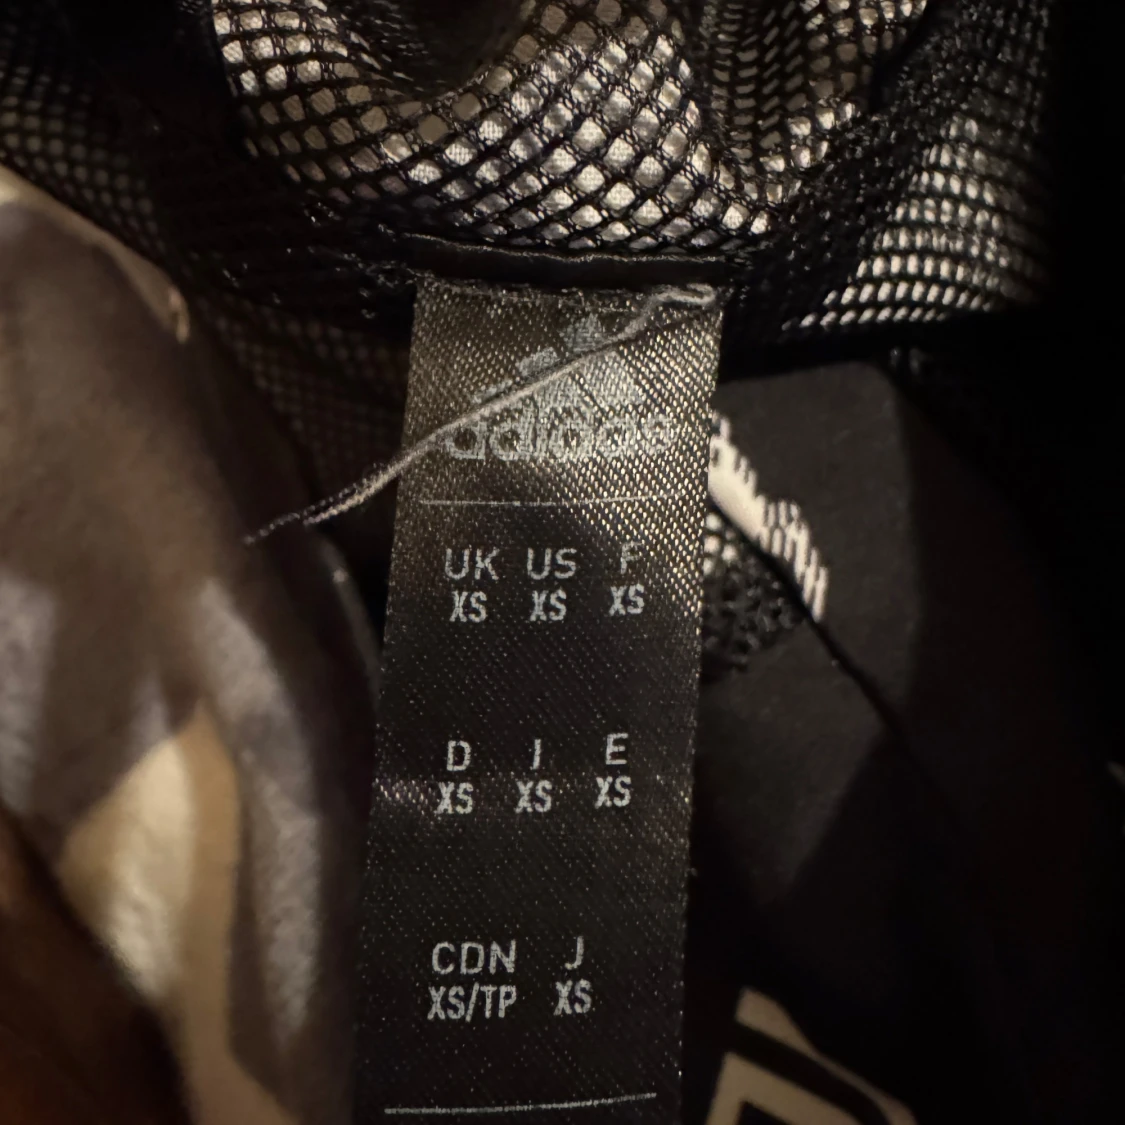 adidas
UK US F
XS XS XS
D I E
XS XS XS
CDN J
XS/TP XS